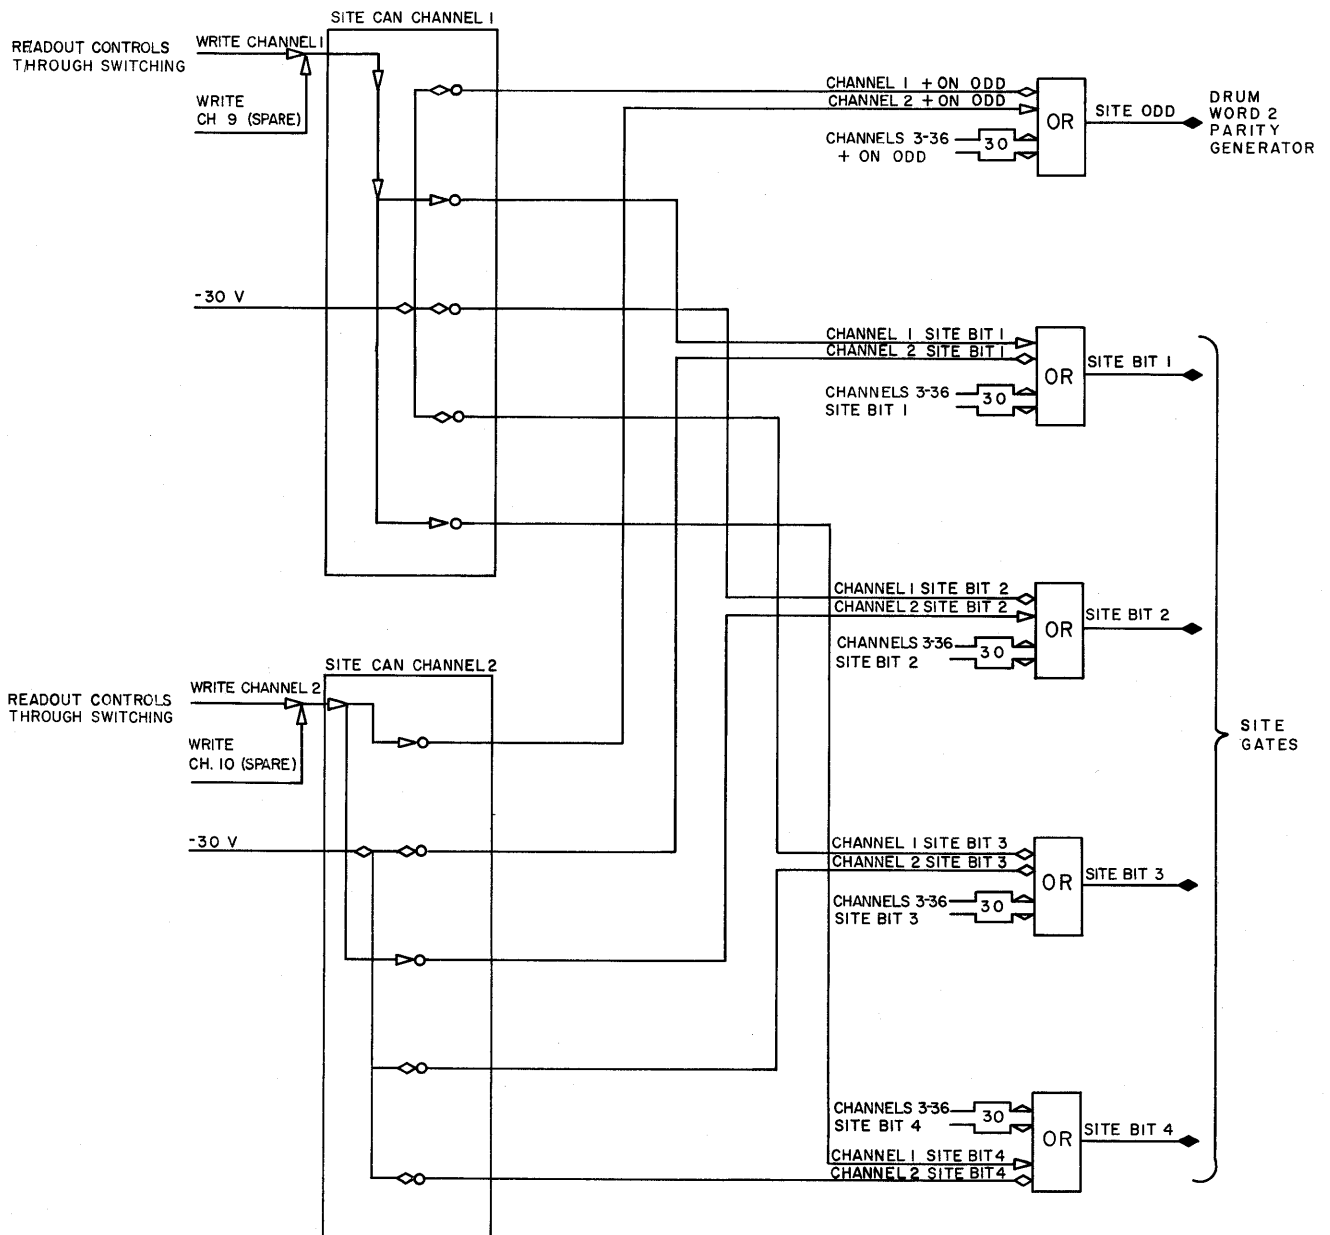 SITE CAN CHANNEL 1
READOUT CONTROLS
THROUGH SWITCHING
WRITE CHANNEL 1
WRITE
CH 9 (SPARE)
-30 V
CHANNEL 1 + ON ODD
CHANNEL 2 + ON ODD
CHANNELS 3-36
+ ON ODD
30
OR
SITE ODD
DRUM
WORD 2
PARITY
GENERATOR
CHANNEL 1 SITE BIT 1
CHANNEL 2 SITE BIT 1
CHANNELS 3-36
SITE BIT 1
30
OR
SITE BIT 1
CHANNEL 1 SITE BIT 2
CHANNEL 2 SITE BIT 2
CHANNELS 3-36
SITE BIT 2
30
OR
SITE BIT 2
SITE CAN CHANNEL 2
READOUT CONTROLS
THROUGH SWITCHING
WRITE CHANNEL 2
WRITE
CH. 10 (SPARE)
-30 V
SITE
GATES
CHANNEL 1 SITE BIT 3
CHANNEL 2 SITE BIT 3
CHANNELS 3-36
SITE BIT 3
30
OR
SITE BIT 3
CHANNELS 3-36
SITE BIT 4
30
CHANNEL 1 SITE BIT 4
CHANNEL 2 SITE BIT 4
OR
SITE BIT 4